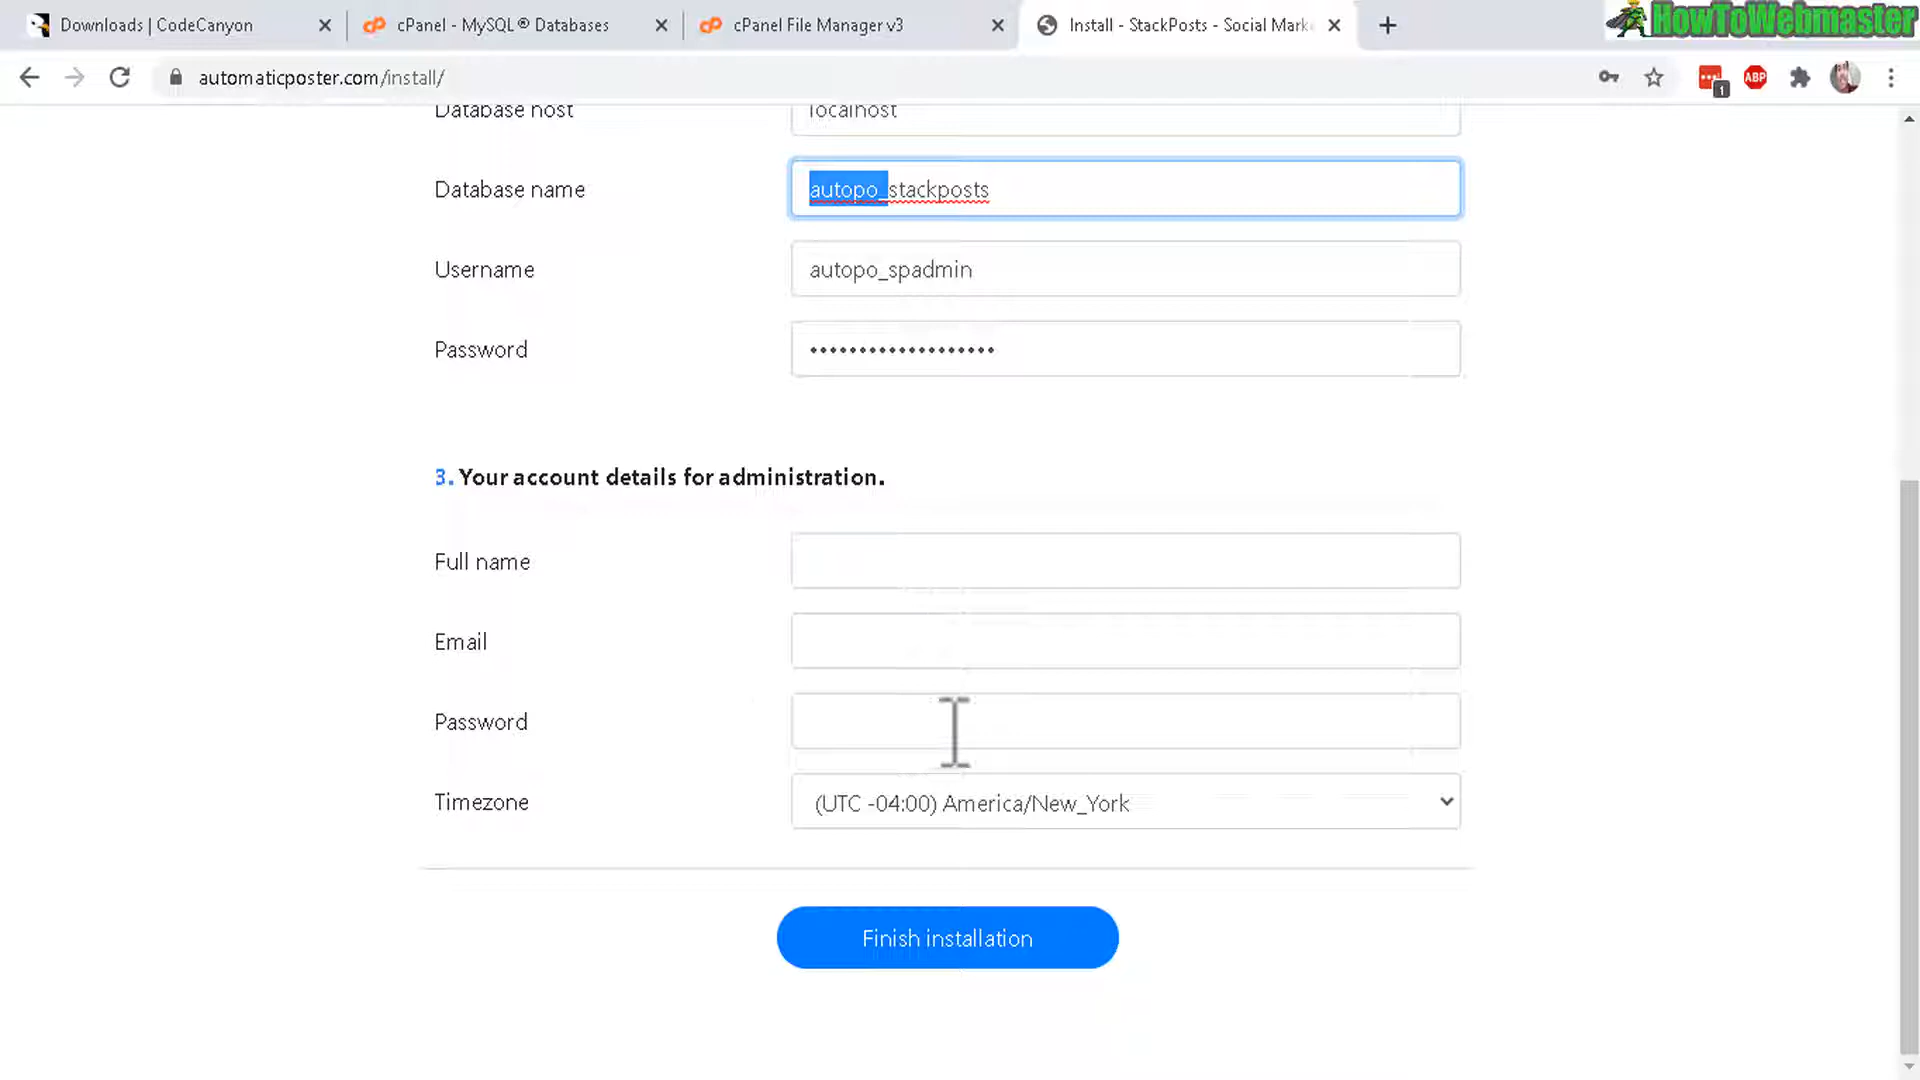 Downloads | CodeCanyon
cPanel - MySQL® Databases
cPanel File Manager v3
Install - StackPosts - Social Mark
HowToWebmaster
automaticposter.com/install/
1
ABP
Database host
localhost
Database name
autopo_stackposts
Username
autopo_spadmin
Password
•••••••••••••••••••
3. Your account details for administration.
Full name
Email
Password
Timezone
(UTC -04:00) America/New_York
Finish installation